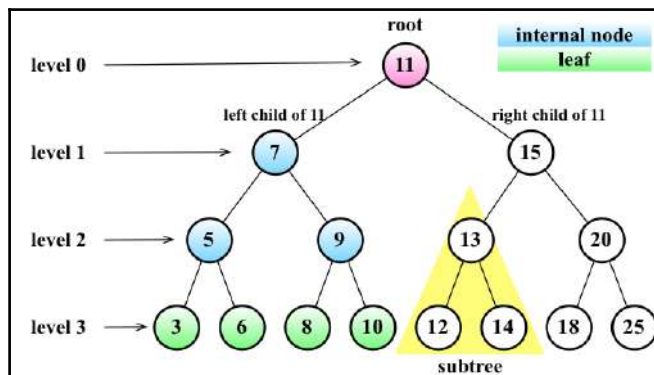 root
internal node
leaf
level 0
11
left child of 11
right child of 11
level 1
7
15
level 2
5
9
13
20
level 3
3
6
8
10
12
14
18
25
subtree